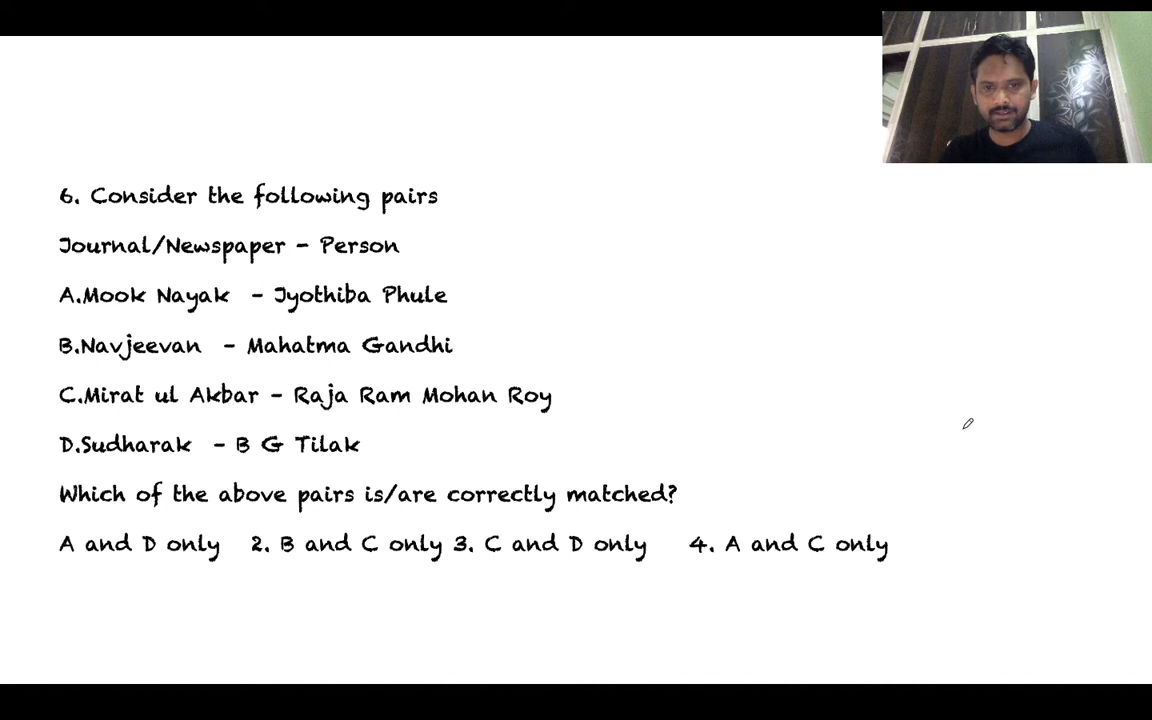 6. Consider the following pairs
Journal/Newspaper - Person
A.Mook Nayak - Jyothiba Phule
B.Navjeevan - Mahatma Gandhi
C.Mirat ul Akbar - Raja Ram Mohan Roy
D.Sudharak - B G Tilak
Which of the above pairs is/are correctly matched?
A and D only 2. B and C only 3. C and D only 4. A and C only